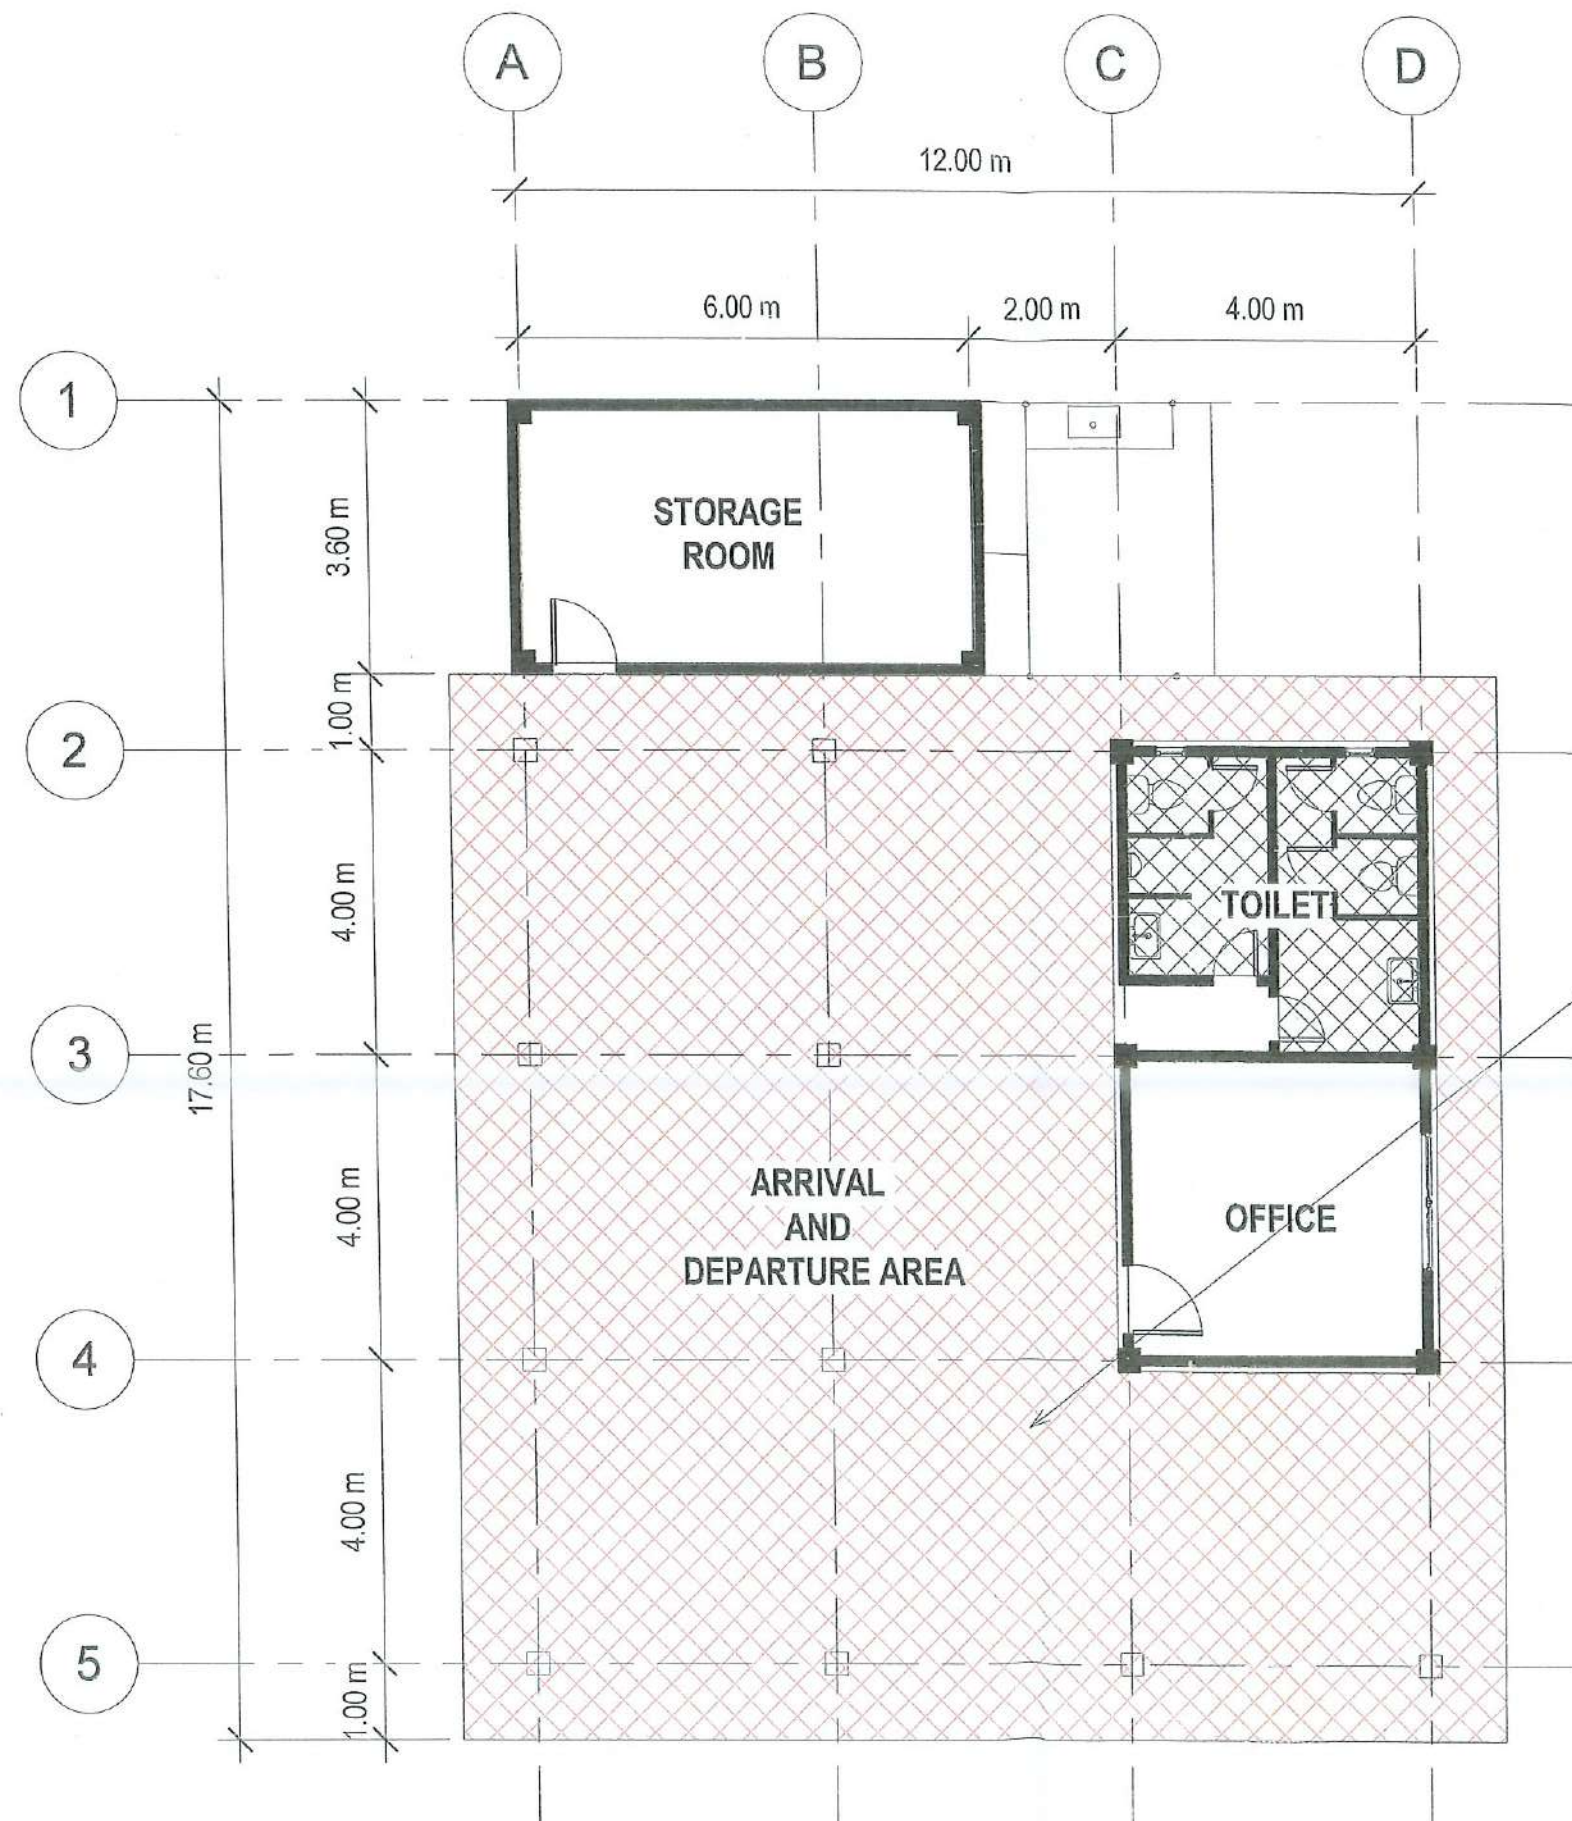 A
B
C
D
12.00 m
6.00 m
2.00 m
4.00 m
1
3.60 m
STORAGE
ROOM
1.00 m
2
4.00 m
TOILET
3
17.60 m
4.00 m
ARRIVAL
AND
DEPARTURE AREA
OFFICE
4
4.00 m
5
1.00 m